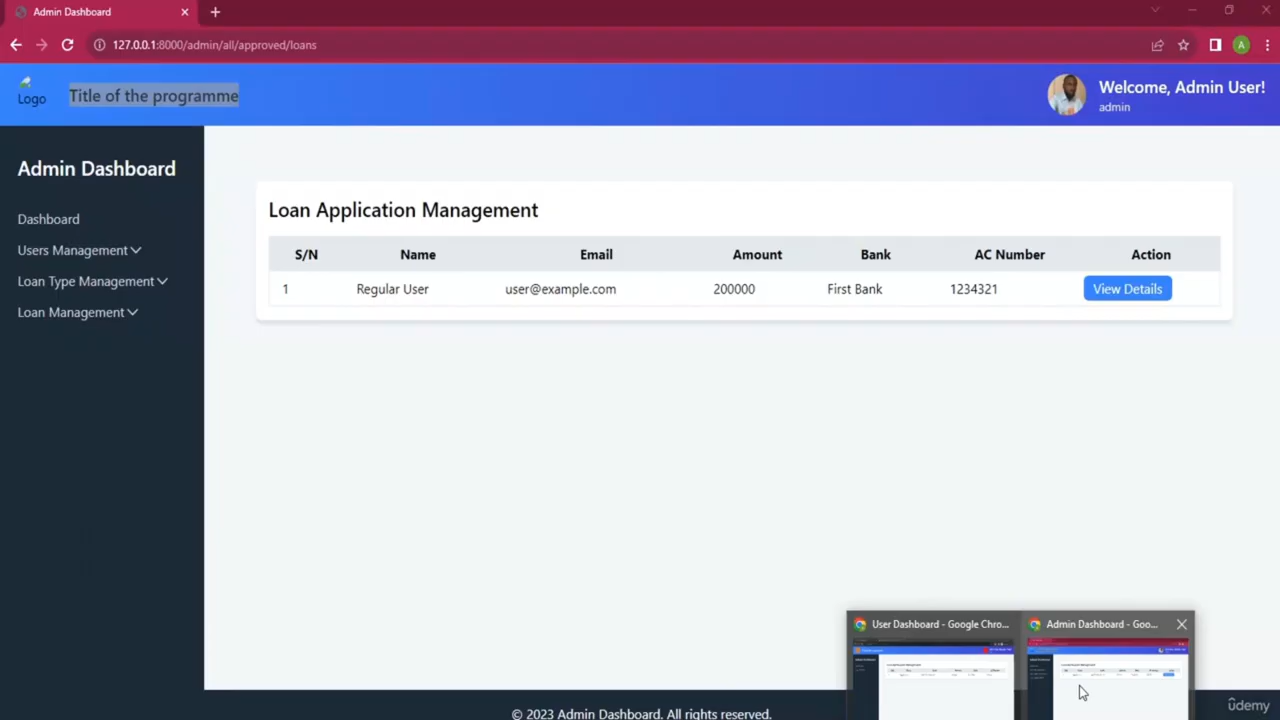 Admin Dashboard
127.0.0.1:8000/admin/all/approved/loans
A
Logo
Title of the programme
Welcome, Admin User!
admin
Admin Dashboard
Dashboard
Users Management
Loan Type Management
Loan Management
Loan Application Management
S/N Name Email Amount Bank AC Number Action
1 Regular User user@example.com 200000 First Bank 1234321 View Details
User Dashboard - Google Chro...
Admin Dashboard - Goo...
© 2023 Admin Dashboard. All rights reserved.
ûdemy